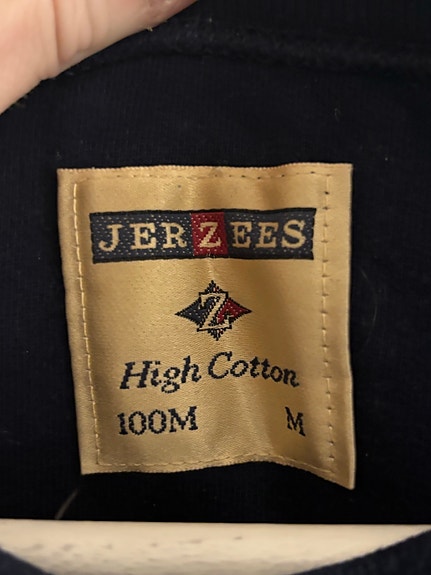 JERZEES
Z
High Cotton
100M M